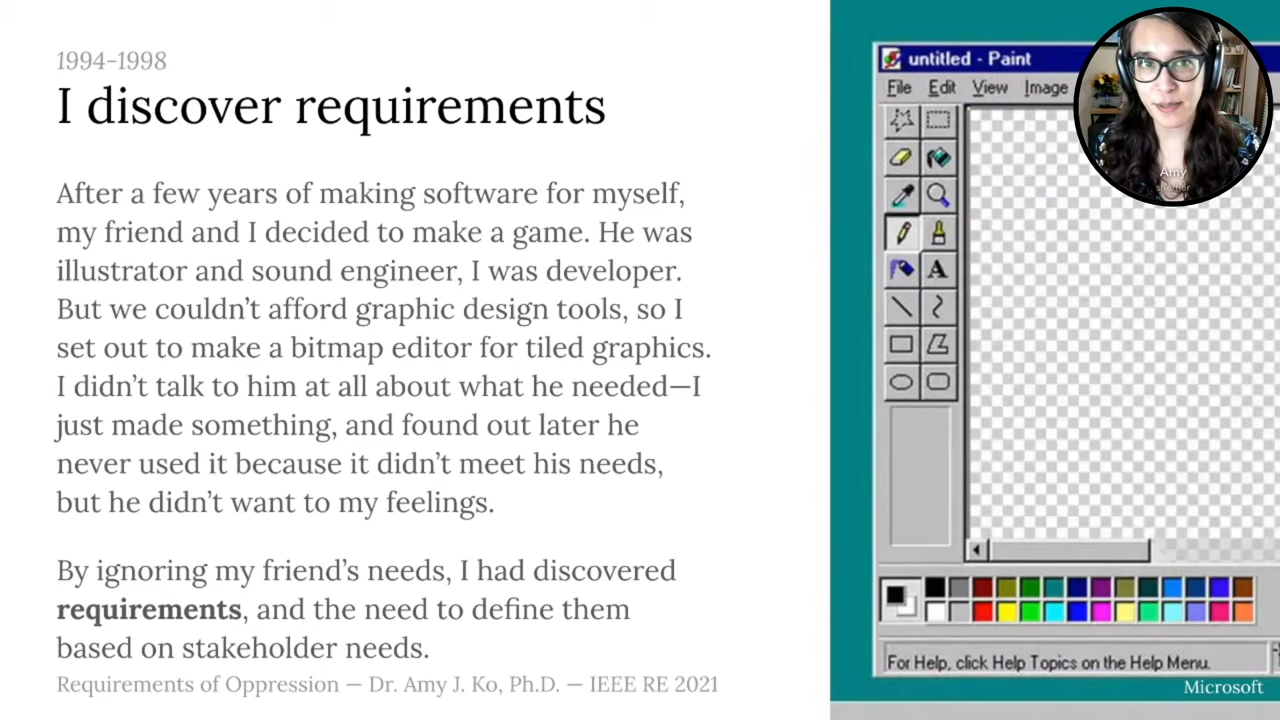 1994–1998
I discover requirements
After a few years of making software for myself,
my friend and I decided to make a game. He was
illustrator and sound engineer, I was developer.
But we couldn’t afford graphic design tools, so I
set out to make a bitmap editor for tiled graphics.
I didn’t talk to him at all about what he needed—I
just made something, and found out later he
never used it because it didn’t meet his needs,
but he didn’t want to my feelings.
By ignoring my friend’s needs, I had discovered
requirements, and the need to define them
based on stakeholder needs.
Requirements of Oppression — Dr. Amy J. Ko, Ph.D. — IEEE RE 2021
untitled - Paint
File Edit View Image
A
For Help, click Help Topics on the Help Menu.
Microsoft
Amy
she/her